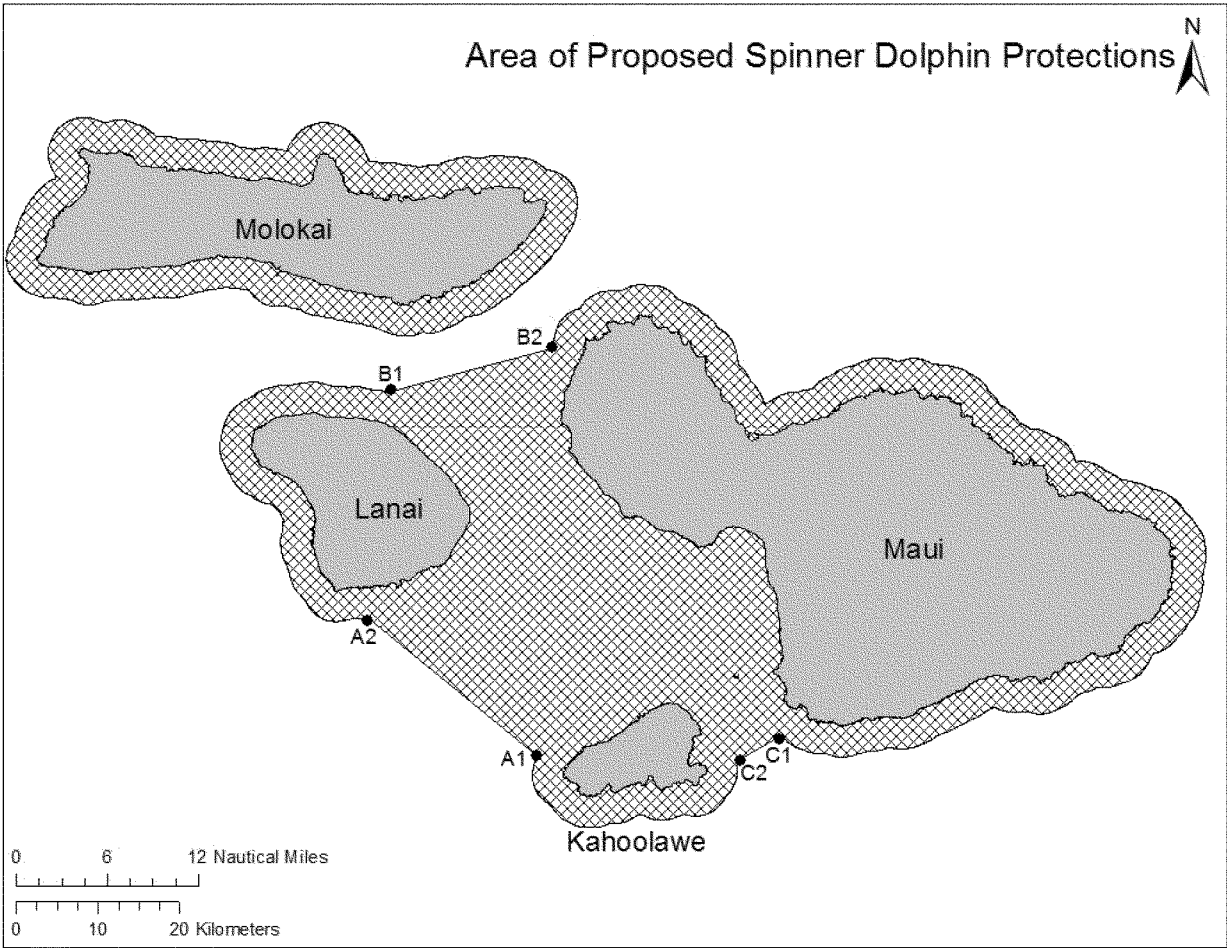 N
Area of Proposed Spinner Dolphin Protections
Molokai
B2
B1
Lanai
Maui
A2
A1
C1
C2
Kahoolawe
0 6 12 Nautical Miles
0 10 20 Kilometers